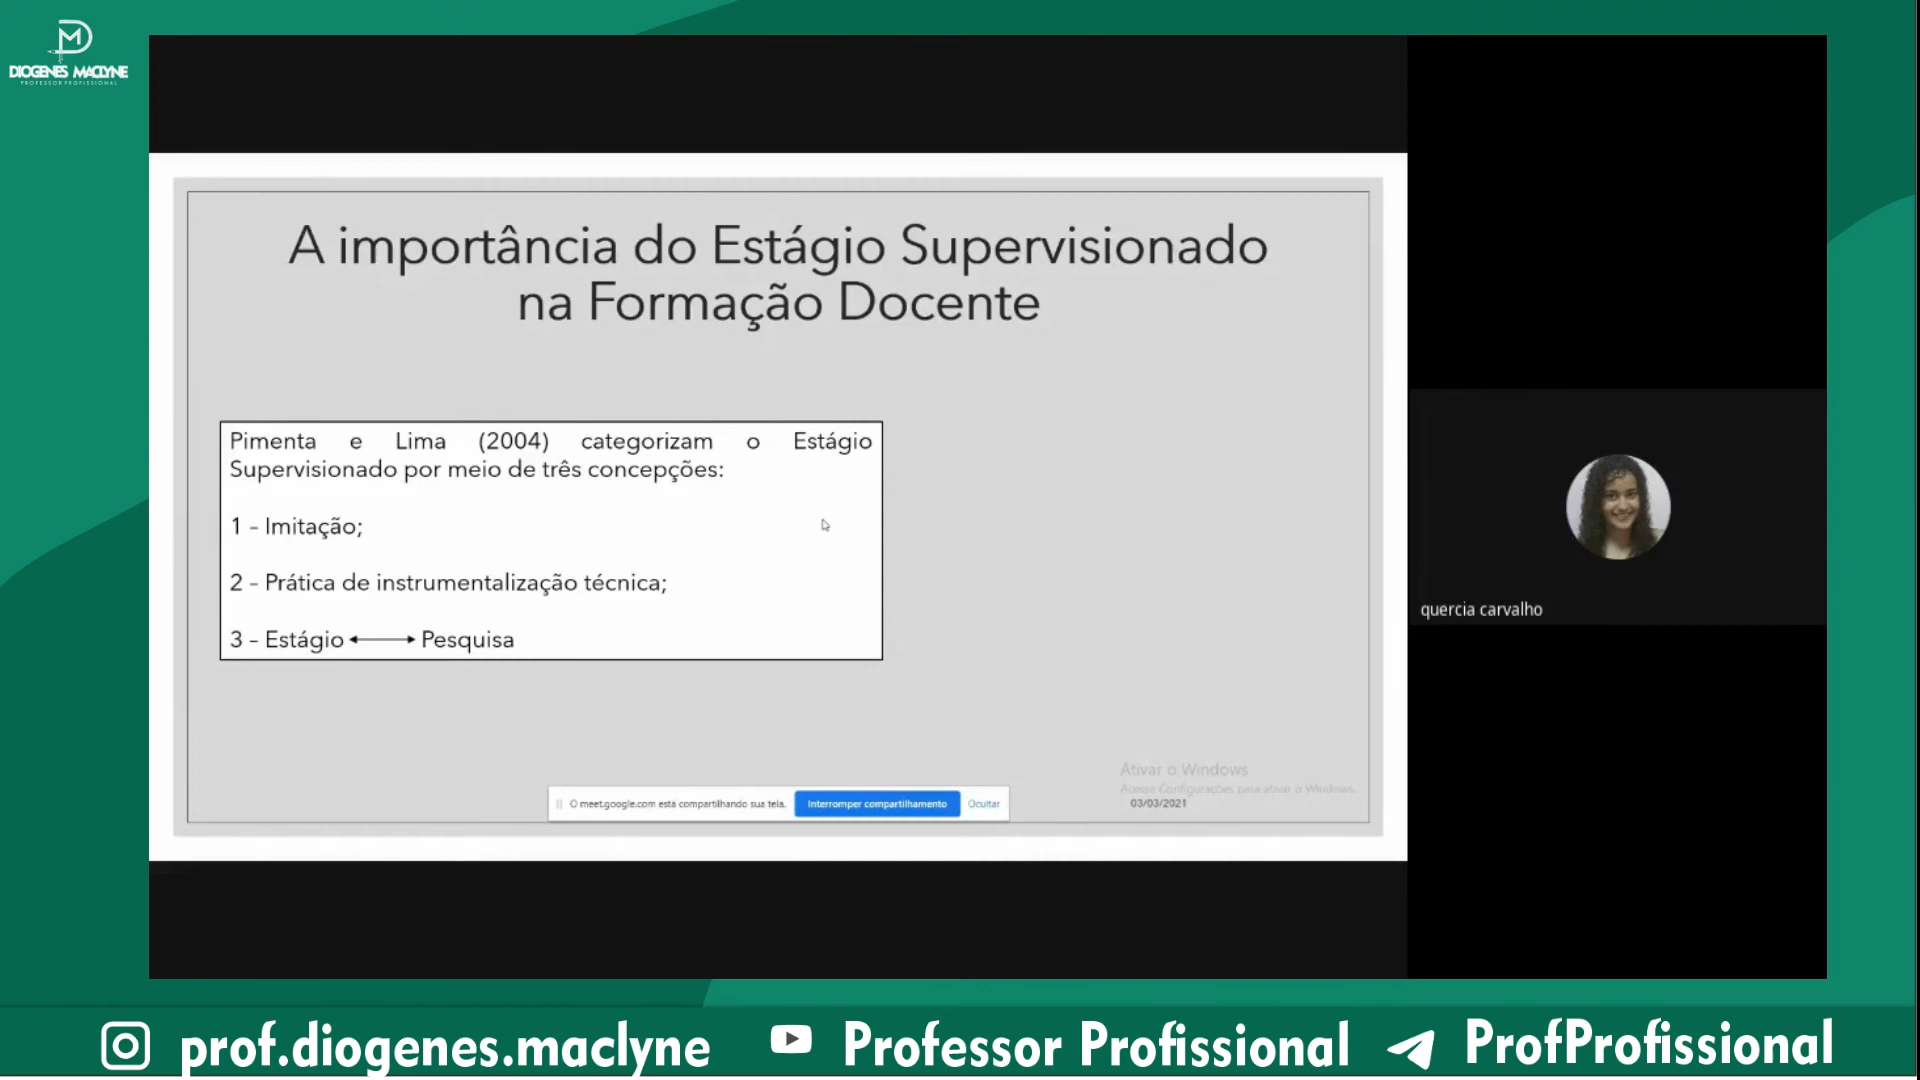 DIOGENES MACLYNE
PROFESSOR PROFISSIONAL
A importância do Estágio Supervisionado
na Formação Docente
Pimenta e Lima (2004) categorizam o Estágio
Supervisionado por meio de três concepções:
1 – Imitação;
2 – Prática de instrumentalização técnica;
3 – Estágio ⟷ Pesquisa
Ativar o Windows
Acesse Configurações para ativar o Windows.
03/03/2021
O meet.google.com está compartilhando sua tela.
Interromper compartilhamento
Ocultar
quercia carvalho
prof.diogenes.maclyne
Professor Profissional
ProfProfissional